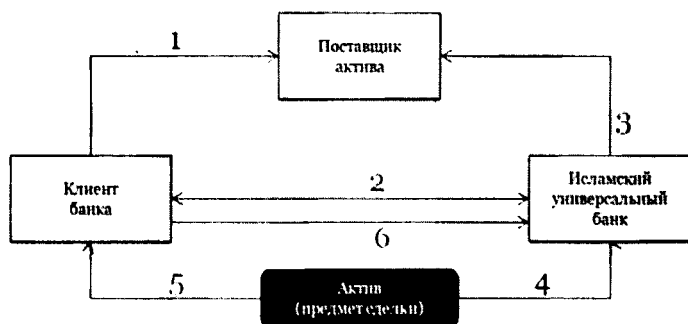 1
Поставщик
актива
3
Клиент
банка
2
Исламский
универсальный
банк
6
5
Актив
(предмет сделки)
4